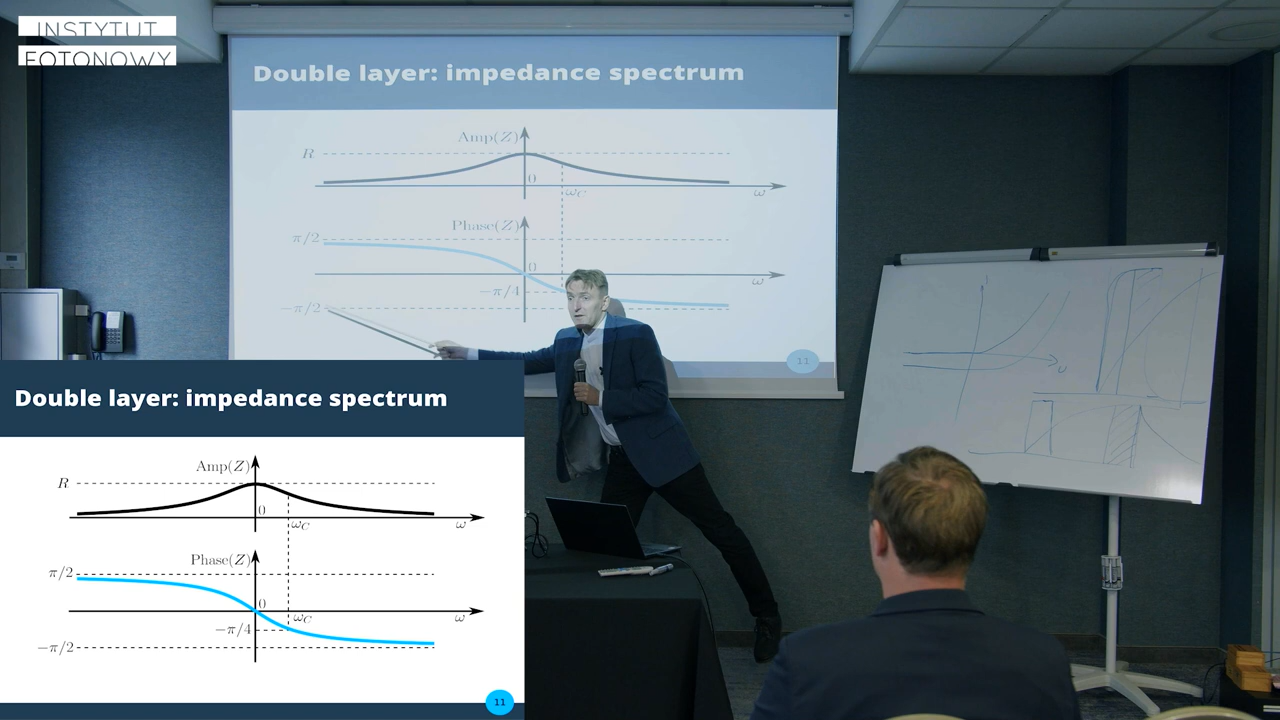 INSTYTUT
FOTONOWY
Double layer: impedance spectrum
Amp(Z)
R
0
ω_C
ω
Phase(Z)
π/2
0
ω
−π/4
−π/2
11
Double layer: impedance spectrum
Amp(Z)
R
0
ω_C
ω
Phase(Z)
π/2
0
ω_C
ω
−π/4
−π/2
11